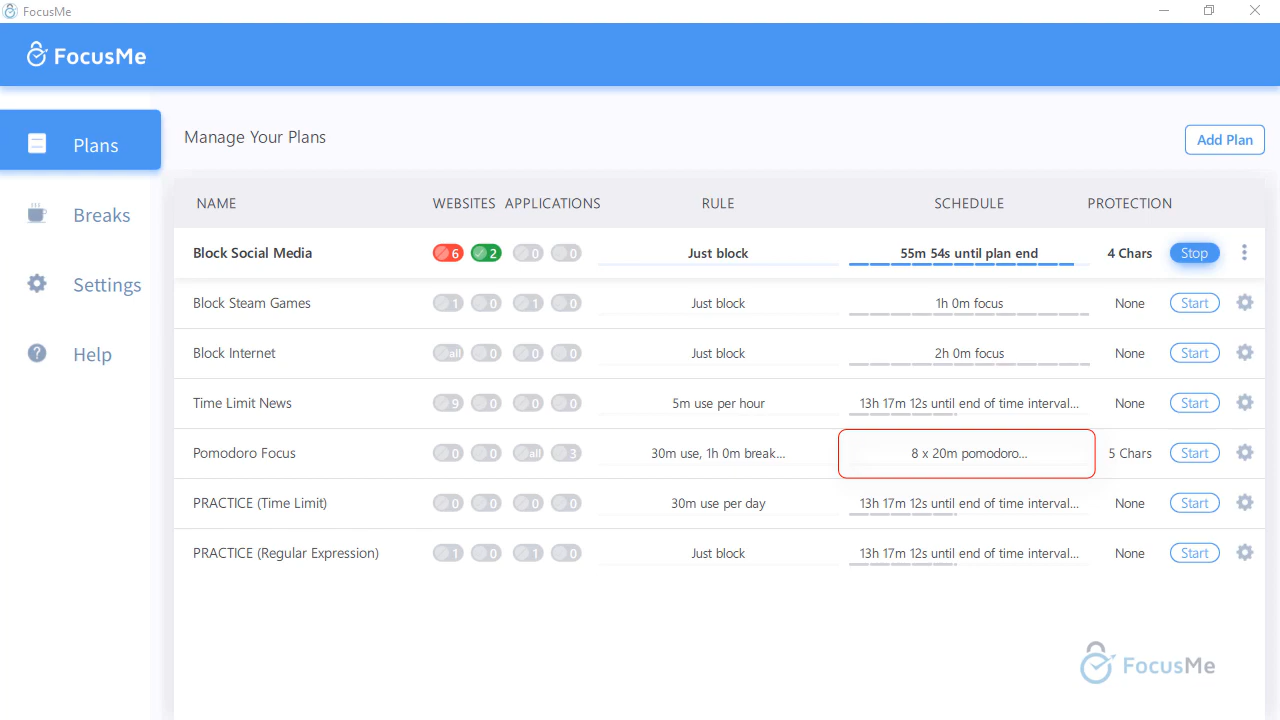 FocusMe
FocusMe
Plans
Breaks
Settings
Help
Manage Your Plans
Add Plan
NAME WEBSITES APPLICATIONS RULE SCHEDULE PROTECTION
Block Social Media 6 2 0 0 Just block 55m 54s until plan end 4 Chars Stop
Block Steam Games 1 0 1 0 Just block 1h 0m focus None Start
Block Internet all 0 0 0 Just block 2h 0m focus None Start
Time Limit News 9 0 0 0 5m use per hour 13h 17m 12s until end of time interval... None Start
Pomodoro Focus 0 0 all 3 30m use, 1h 0m break... 8 x 20m pomodoro... 5 Chars Start
PRACTICE (Time Limit) 0 0 0 0 30m use per day 13h 17m 12s until end of time interval... None Start
PRACTICE (Regular Expression) 1 0 1 0 Just block 13h 17m 12s until end of time interval... None Start
FocusMe